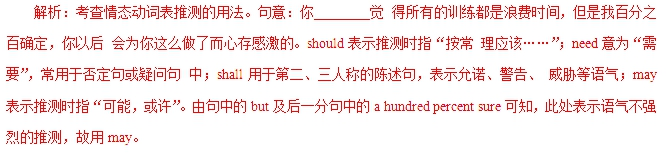 解析：考查情态动词表推测的用法。句意：你________觉 得所有的训练都是浪费时间，但是我百分之
百确定，你以后 会为你这么做了而心存感激的。should 表示推测时指“按常 理应该……”；need 意为“需
要”，常用于否定句或疑问句 中；shall 用于第二、三人称的陈述句，表示允诺、警告、 威胁等语气；may
表示推测时指“可能，或许”。由句中的 but 及后一分句中的 a hundred percent sure 可知，此处表示语气不强
烈的推测，故用 may。